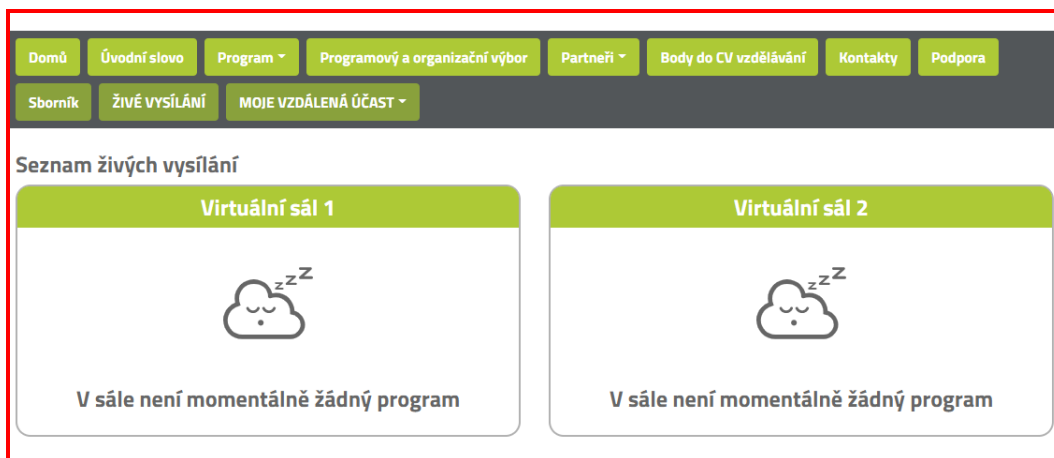 Domů Úvodní slovo Program Programový a organizační výbor Partneři Body do CV vzdělávání Kontakty Podpora
Sborník ŽIVÉ VYSÍLÁNÍ MOJE VZDÁLENÁ ÚČAST
Seznam živých vysílání
Virtuální sál 1
z z z
V sále není momentálně žádný program
Virtuální sál 2
z z z
V sále není momentálně žádný program